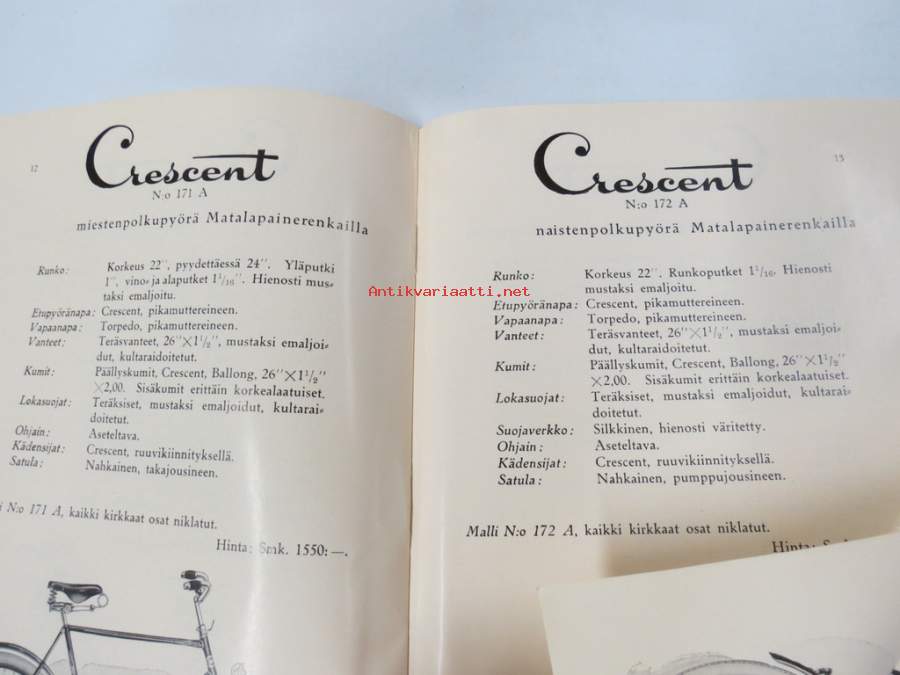 12
Crescent
N:o 171 A
miestenpolkupyörä Matalapainerenkailla
Runko: Korkeus 22", pyydettäessä 24". Yläputki
1", vino- ja alaputket 1¹/₁₆". Hienosti mus-
taksi emaljoitu.
Etupyöränapa: Crescent, pikamuttereineen.
Vapaanapa: Torpedo, pikamuttereineen.
Vanteet: Teräsvanteet, 26"×1¹/₂", mustaksi emaljoi-
dut, kultaraidoitetut.
Kumit: Päällyskumit, Crescent, Ballong, 26"×1¹/₂"
×2,00. Sisäkumit erittäin korkealaatuiset.
Lokasuojat: Teräksiset, mustaksi emaljoidut, kultarai-
doitetut.
Ohjain: Aseteltava.
Kädensijat: Crescent, ruuvikiinnityksellä.
Satula: Nahkainen, takajousineen.
i N:o 171 A, kaikki kirkkaat osat niklatut.
Hinta: Smk. 1550:—.
13
Crescent
N:o 172 A
naistenpolkupyörä Matalapainerenkailla
Runko: Korkeus 22". Runkoputket 1¹/₁₆. Hienosti
mustaksi emaljoitu.
Etupyöränapa: Crescent, pikamuttereineen.
Vapaanapa: Torpedo, pikamuttereineen.
Vanteet: Teräsvanteet, 26"×1¹/₂", mustaksi emaljoi-
dut, kultaraidoitetut.
Kumit: Päällyskumit, Crescent, Ballong, 26"×1¹/₂"
×2,00. Sisäkumit erittäin korkealaatuiset.
Lokasuojat: Teräksiset, mustaksi emaljoidut, kultarai-
doitetut.
Suojaverkko: Silkkinen, hienosti väritetty.
Ohjain: Aseteltava.
Kädensijat: Crescent, ruuvikiinnityksellä.
Satula: Nahkainen, pumppujousineen.
Malli N:o 172 A, kaikki kirkkaat osat niklatut.
Hinta:
Antikvariaatti.net